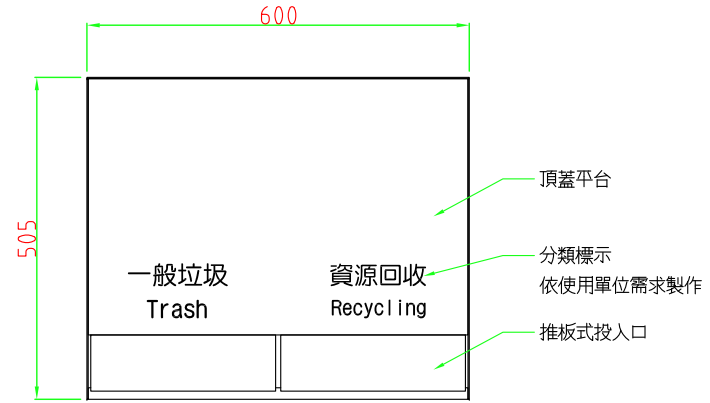 600
505
頂蓋平台
分類標示
依使用單位需求製作
一般垃圾
Trash
資源回收
Recycling
推板式投入口